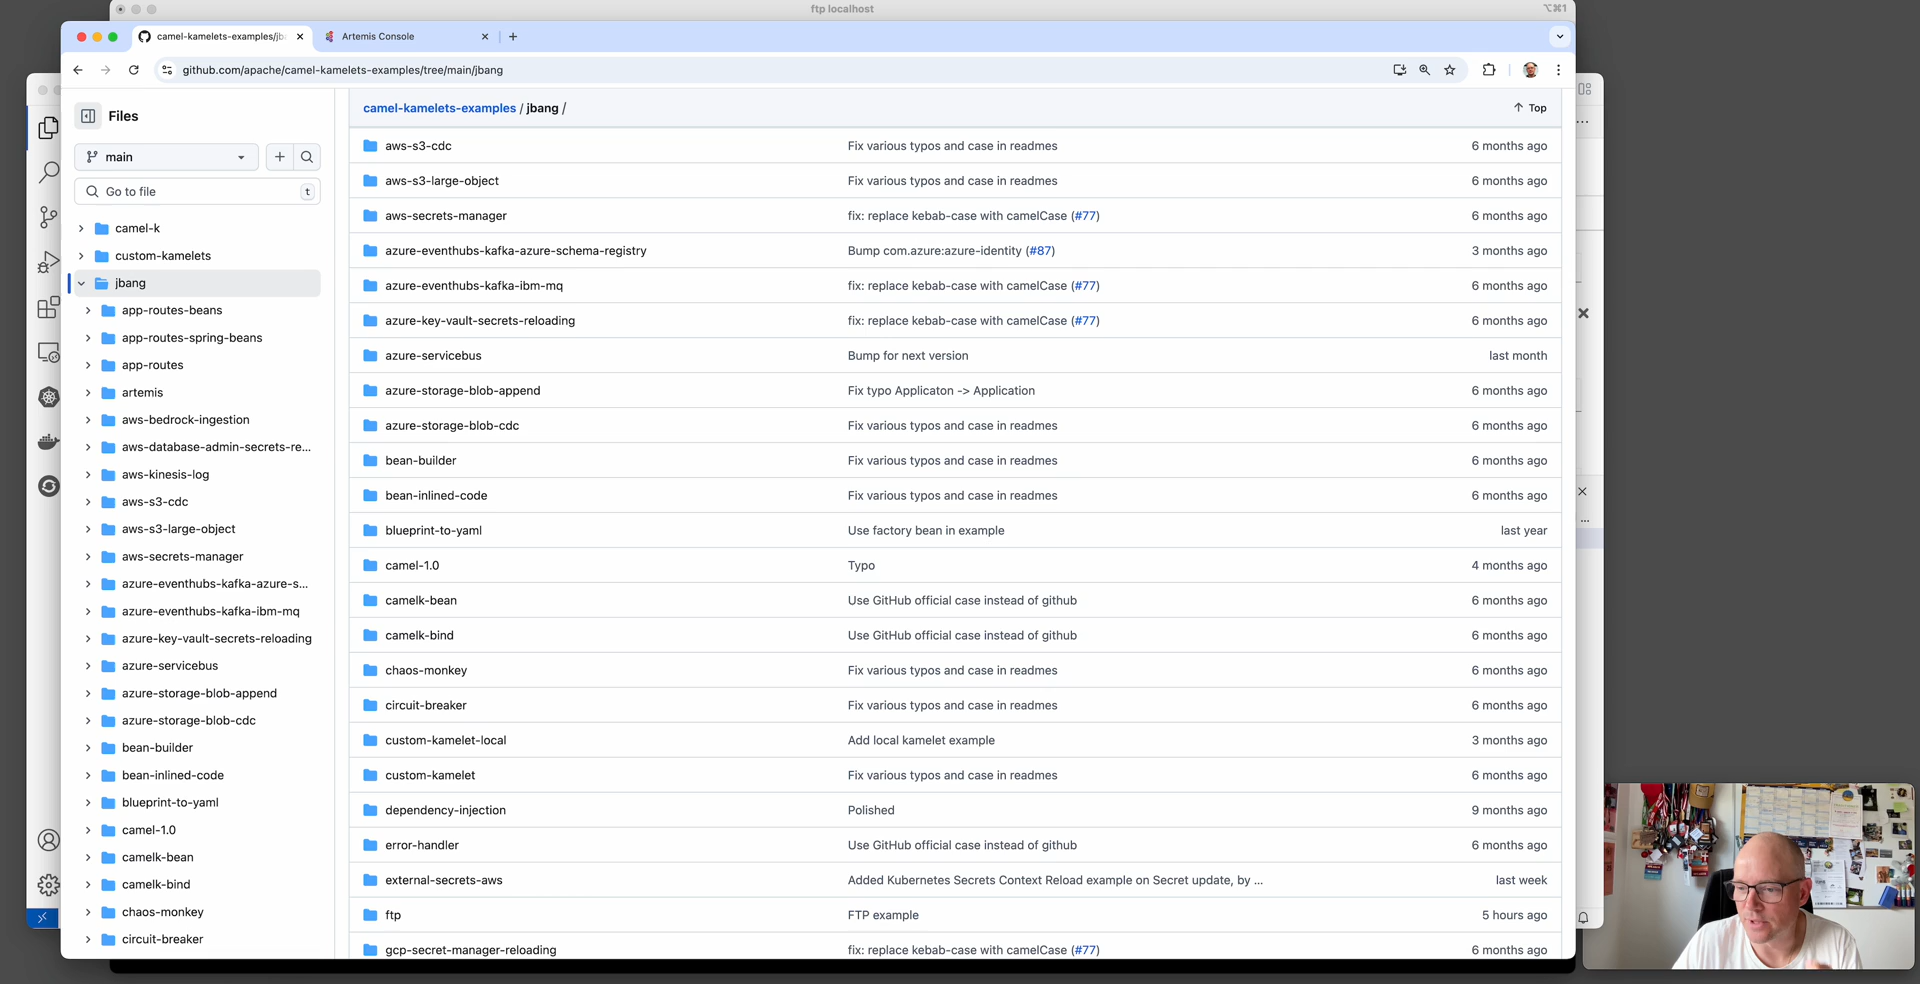 ftp localhost
⌥⌘1
camel-kamelets-examples/jb
Artemis Console
github.com/apache/camel-kamelets-examples/tree/main/jbang
Files
main
Go to file
t
camel-k
custom-kamelets
jbang
app-routes-beans
app-routes-spring-beans
app-routes
artemis
aws-bedrock-ingestion
aws-database-admin-secrets-re...
aws-kinesis-log
aws-s3-cdc
aws-s3-large-object
aws-secrets-manager
azure-eventhubs-kafka-azure-s...
azure-eventhubs-kafka-ibm-mq
azure-key-vault-secrets-reloading
azure-servicebus
azure-storage-blob-append
azure-storage-blob-cdc
bean-builder
bean-inlined-code
blueprint-to-yaml
camel-1.0
camelk-bean
camelk-bind
chaos-monkey
circuit-breaker
camel-kamelets-examples / jbang /
Top
aws-s3-cdc Fix various typos and case in readmes 6 months ago
aws-s3-large-object Fix various typos and case in readmes 6 months ago
aws-secrets-manager fix: replace kebab-case with camelCase (#77) 6 months ago
azure-eventhubs-kafka-azure-schema-registry Bump com.azure:azure-identity (#87) 3 months ago
azure-eventhubs-kafka-ibm-mq fix: replace kebab-case with camelCase (#77) 6 months ago
azure-key-vault-secrets-reloading fix: replace kebab-case with camelCase (#77) 6 months ago
azure-servicebus Bump for next version last month
azure-storage-blob-append Fix typo Applicaton -> Application 6 months ago
azure-storage-blob-cdc Fix various typos and case in readmes 6 months ago
bean-builder Fix various typos and case in readmes 6 months ago
bean-inlined-code Fix various typos and case in readmes 6 months ago
blueprint-to-yaml Use factory bean in example last year
camel-1.0 Typo 4 months ago
camelk-bean Use GitHub official case instead of github 6 months ago
camelk-bind Use GitHub official case instead of github 6 months ago
chaos-monkey Fix various typos and case in readmes 6 months ago
circuit-breaker Fix various typos and case in readmes 6 months ago
custom-kamelet-local Add local kamelet example 3 months ago
custom-kamelet Fix various typos and case in readmes 6 months ago
dependency-injection Polished 9 months ago
error-handler Use GitHub official case instead of github 6 months ago
external-secrets-aws Added Kubernetes Secrets Context Reload example on Secret update, by ... last week
ftp FTP example 5 hours ago
gcp-secret-manager-reloading fix: replace kebab-case with camelCase (#77) 6 months ago